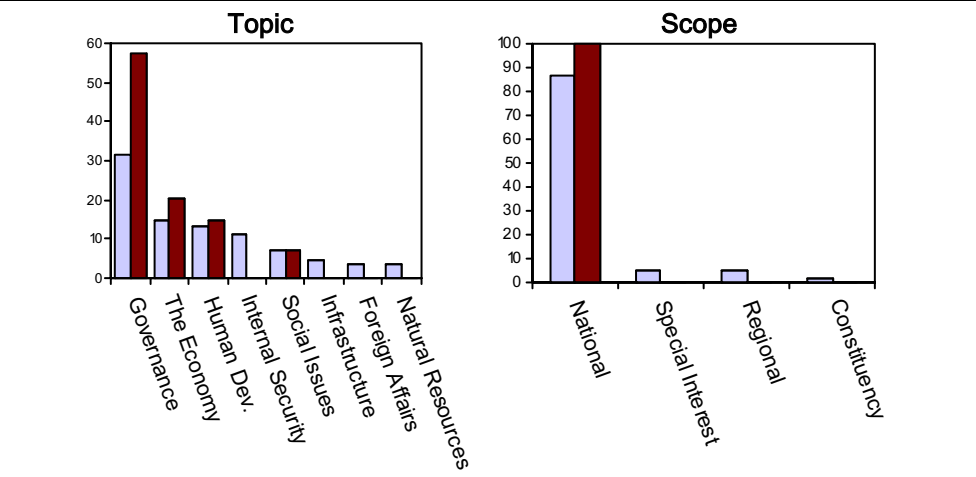 Topic
60
50
40
30
20
10
0
Governance
The Economy
Human Dev.
Internal Security
Social Issues
Infrastructure
Foreign Affairs
Natural Resources
Scope
100
90
80
70
60
50
40
30
20
10
0
National
Special Interest
Regional
Constituency